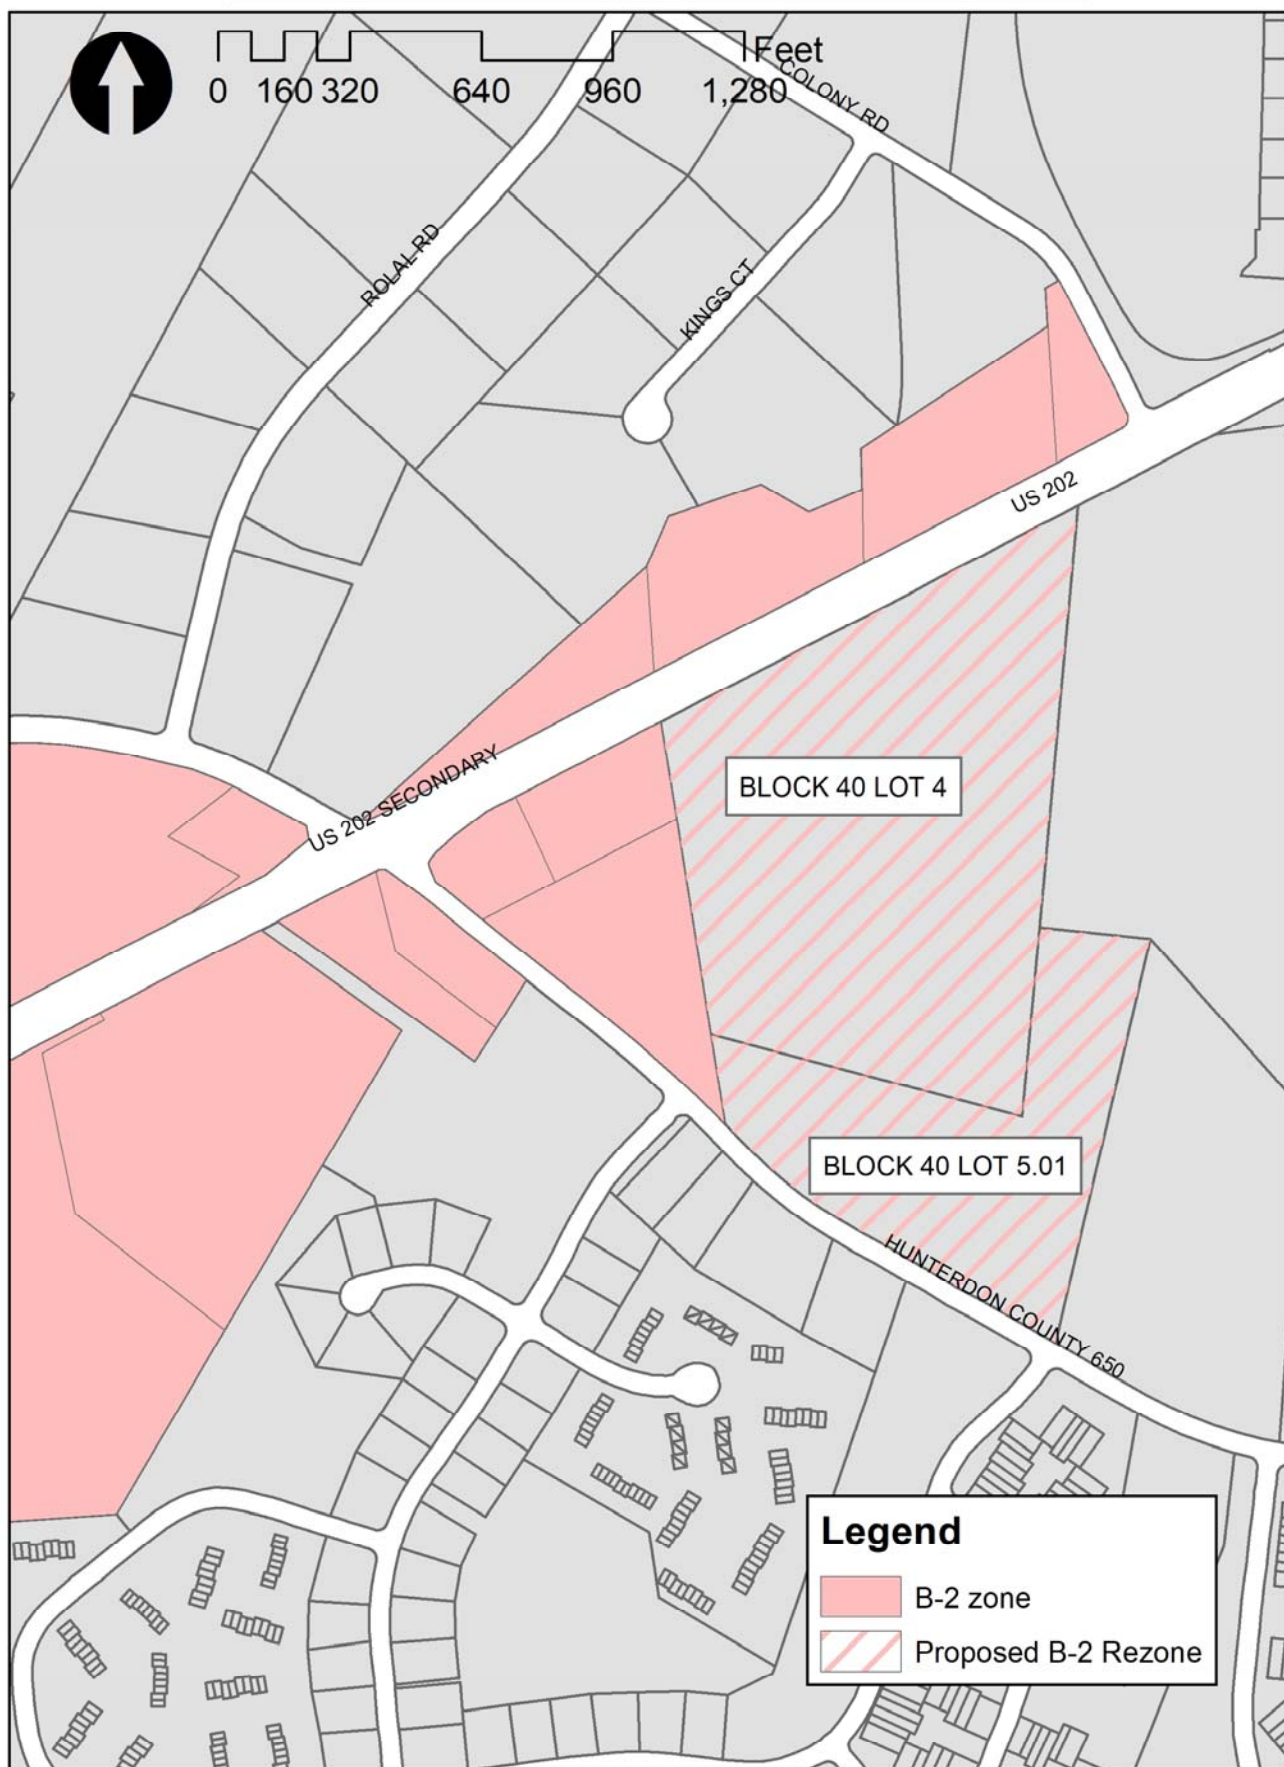 Feet
0 160 320 640 960 1,280
COLONY RD
ROLAL RD
KINGS CT
US 202
US 202 SECONDARY
BLOCK 40 LOT 4
BLOCK 40 LOT 5.01
HUNTERDON COUNTY 650
Legend
B-2 zone
Proposed B-2 Rezone